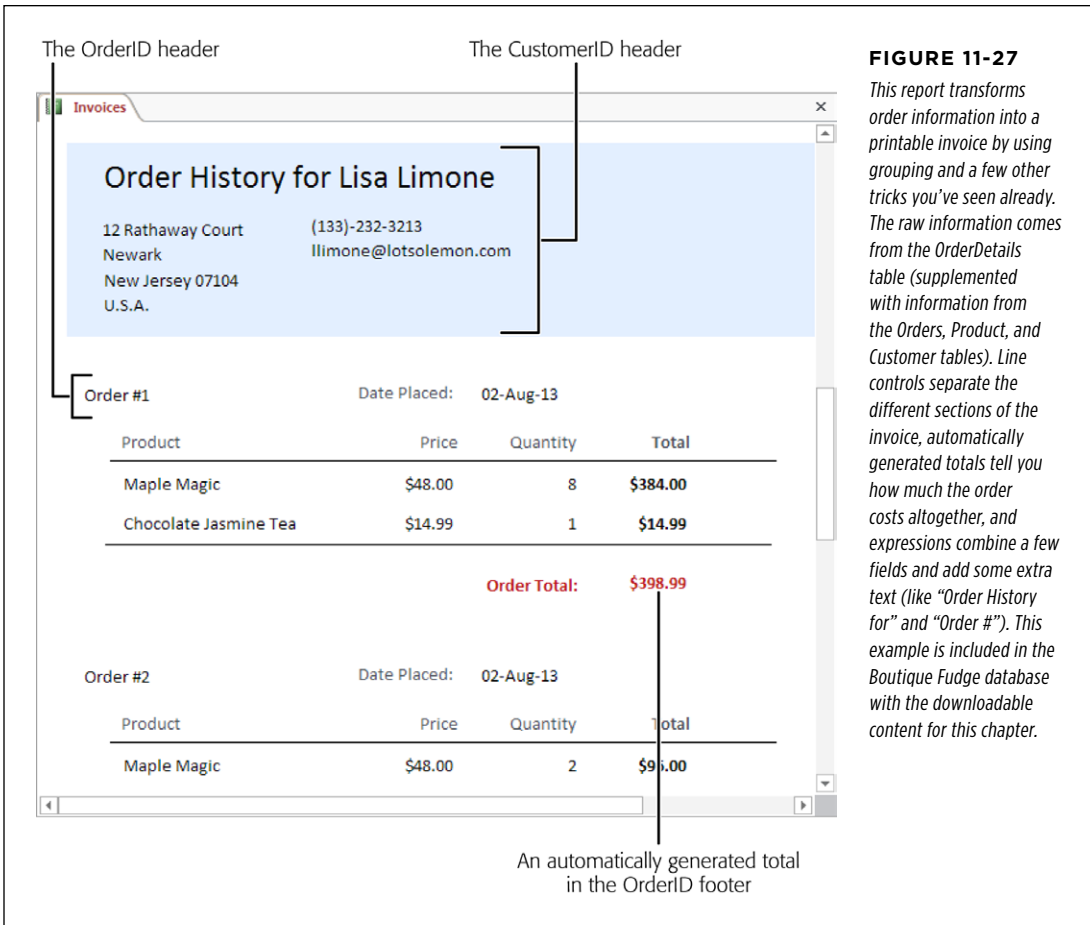 The OrderID header
The CustomerID header
Invoices
Order History for Lisa Limone
12 Rathaway Court
(133)-232-3213
Newark
llimone@lotsolemon.com
New Jersey 07104
U.S.A.
Order #1 Date Placed: 02-Aug-13
Product Price Quantity Total
Maple Magic $48.00 8 $384.00
Chocolate Jasmine Tea $14.99 1 $14.99
Order Total: $398.99
Order #2 Date Placed: 02-Aug-13
Product Price Quantity Total
Maple Magic $48.00 2 $96.00
An automatically generated total
in the OrderID footer
FIGURE 11-27
This report transforms
order information into a
printable invoice by using
grouping and a few other
tricks you've seen already.
The raw information comes
from the OrderDetails
table (supplemented
with information from
the Orders, Product, and
Customer tables). Line
controls separate the
different sections of the
invoice, automatically
generated totals tell you
how much the order
costs altogether, and
expressions combine a few
fields and add some extra
text (like “Order History
for” and “Order #”). This
example is included in the
Boutique Fudge database
with the downloadable
content for this chapter.